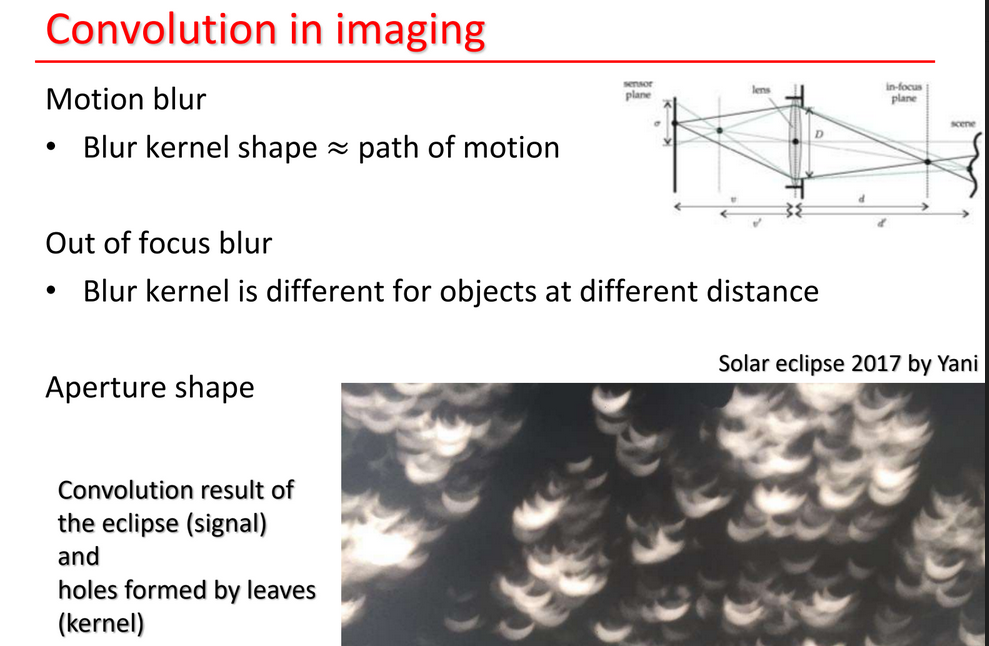 Convolution in imaging
Motion blur
• Blur kernel shape ≈ path of motion
sensor
plane
lens
in-focus
plane
scene
σ
D
v
d
v'
d'
Out of focus blur
• Blur kernel is different for objects at different distance
Solar eclipse 2017 by Yani
Aperture shape
Convolution result of
the eclipse (signal)
and
holes formed by leaves
(kernel)